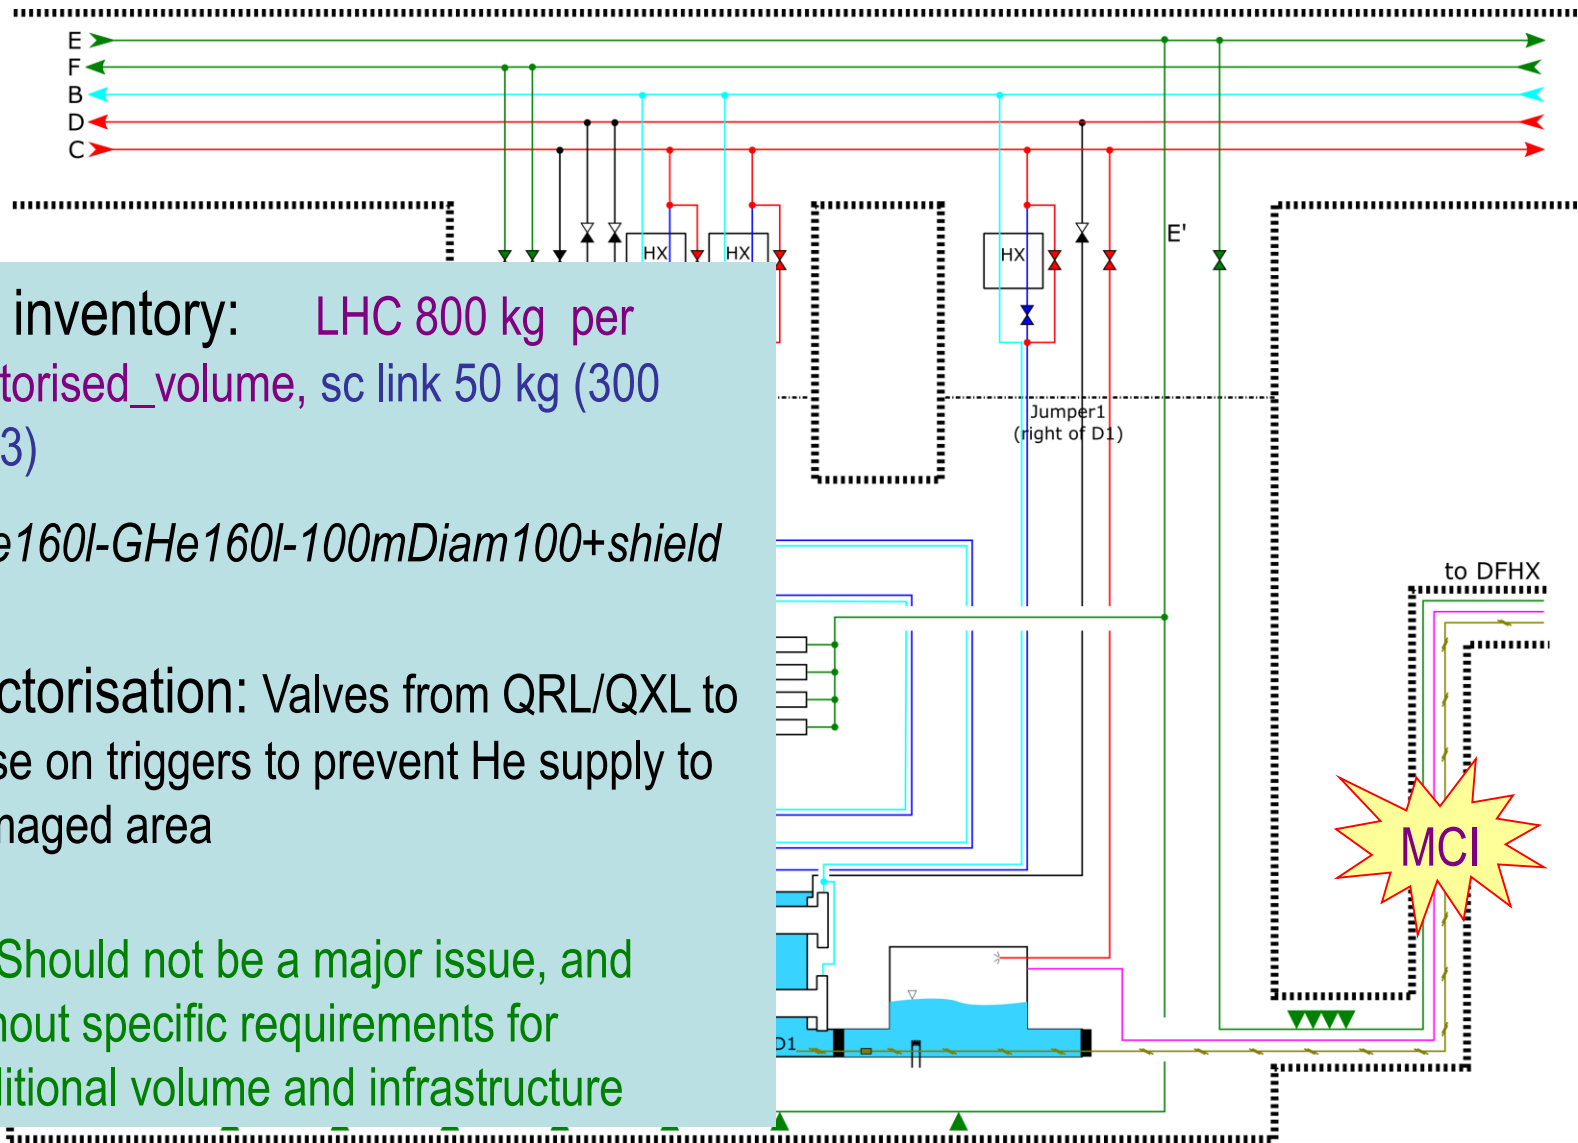 E
F
B
D
C
E'
HX
HX
HX
inventory: LHC 800 kg per
torised_volume, sc link 50 kg (300
3)
e160l-GHe160l-100mDiam100+shield
ctorisation: Valves from QRL/QXL to
se on triggers to prevent He supply to
maged area
Should not be a major issue, and
hout specific requirements for
ditional volume and infrastructure
Jumper1
(right of D1)
to DFHX
MCI
D1